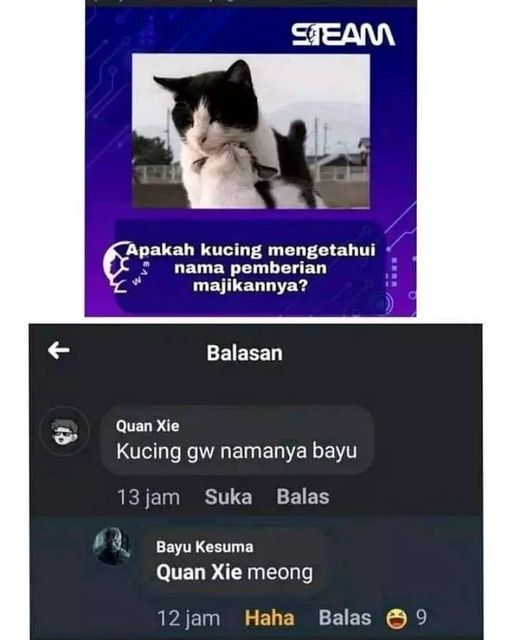 STEAM
Apakah kucing mengetahui
nama pemberian
majikannya?
Balasan
Quan Xie
Kucing gw namanya bayu
13 jam Suka Balas
Bayu Kesuma
Quan Xie meong
12 jam Haha Balas 9